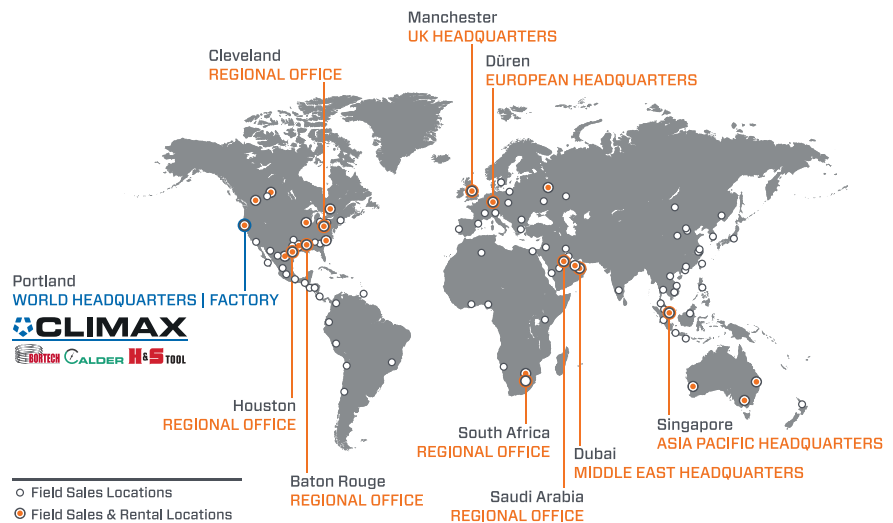 Manchester
UK HEADQUARTERS
Cleveland
REGIONAL OFFICE
Düren
EUROPEAN HEADQUARTERS
Portland
WORLD HEADQUARTERS | FACTORY
CLIMAX
BORTECH CALDER H&S TOOL
Houston
REGIONAL OFFICE
Baton Rouge
REGIONAL OFFICE
South Africa
REGIONAL OFFICE
Saudi Arabia
REGIONAL OFFICE
Dubai
MIDDLE EAST HEADQUARTERS
Singapore
ASIA PACIFIC HEADQUARTERS
Field Sales Locations
Field Sales & Rental Locations